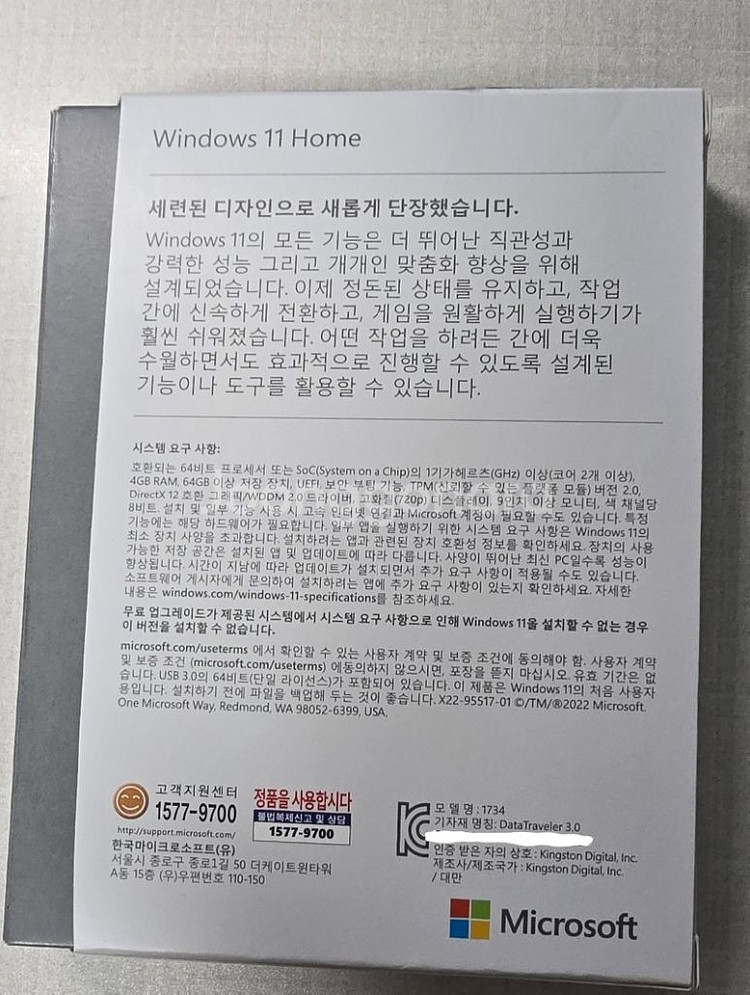 Windows 11 Home
세련된 디자인으로 새롭게 단장했습니다.
Windows 11의 모든 기능은 더 뛰어난 직관성과
강력한 성능 그리고 개개인 맞춤화 향상을 위해
설계되었습니다. 이제 정돈된 상태를 유지하고, 작업
간에 신속하게 전환하고, 게임을 원활하게 실행하기가
훨씬 쉬워졌습니다. 어떤 작업을 하려든 간에 더욱
수월하면서도 효과적으로 진행할 수 있도록 설계된
기능이나 도구를 활용할 수 있습니다.
시스템 요구 사항:
호환되는 64비트 프로세서 또는 SoC(System on a Chip)의 1기가헤르츠(GHz) 이상(코어 2개 이상),
4GB RAM, 64GB 이상 저장 장치, UEFI, 보안 부팅 기능, TPM(신뢰할 수 있는 플랫폼 모듈) 버전 2.0,
DirectX 12 호환 그래픽/WDDM 2.0 드라이버, 고화질(720p) 디스플레이, 9인치 이상 모니터, 색 채널당
8비트. 설치 및 일부 기능 사용 시 고속 인터넷 연결과 Microsoft 계정이 필요할 수도 있습니다. 특정
기능에는 해당 하드웨어가 필요합니다. 일부 앱을 실행하기 위한 시스템 요구 사항은 Windows 11의
최소 장치 사양을 초과합니다. 설치하려는 앱과 관련된 장치 호환성 정보를 확인하세요. 장치의 사용
가능한 저장 공간은 설치된 앱 및 업데이트에 따라 다릅니다. 사양이 뛰어난 최신 PC일수록 성능이
향상됩니다. 시간이 지남에 따라 업데이트가 설치되면서 추가 요구 사항이 적용될 수도 있습니다.
소프트웨어 게시자에게 문의하여 설치하려는 앱에 추가 요구 사항이 있는지 확인하세요. 자세한
내용은 windows.com/windows-11-specifications를 참조하세요.
무료 업그레이드가 제공된 시스템에서 시스템 요구 사항으로 인해 Windows 11을 설치할 수 없는 경우
이 버전을 설치할 수 없습니다.
microsoft.com/useterms 에서 확인할 수 있는 사용자 계약 및 보증 조건에 동의해야 함. 사용자 계약
및 보증 조건 (microsoft.com/useterms) 에동의하지 않으시면, 포장을 뜯지 마십시오. 유효 기간은 없
습니다. USB 3.0의 64비트(단일 라이선스)가 포함되어 있습니다. 이 제품은 Windows 11의 처음 사용자
용입니다. 설치하기 전에 파일을 백업해 두는 것이 좋습니다. X22-95517-01 ©/TM/®2022 Microsoft.
One Microsoft Way, Redmond, WA 98052-6399, USA.
고객지원센터
1577-9700
http://support.microsoft.com/
한국마이크로소프트(유)
서울시 종로구 종로1길 50 더케이트윈타워
A동 15층 (우)우편번호 110-150
정품을 사용합시다
불법복제신고 및 상담
1577-9700
모 델 명 : 1734
기자재 명칭: DataTraveler 3.0
인증 받은 자의 상호 : Kingston Digital, Inc.
제조사/제조국가 : Kingston Digital, Inc.
/ 대만
Microsoft